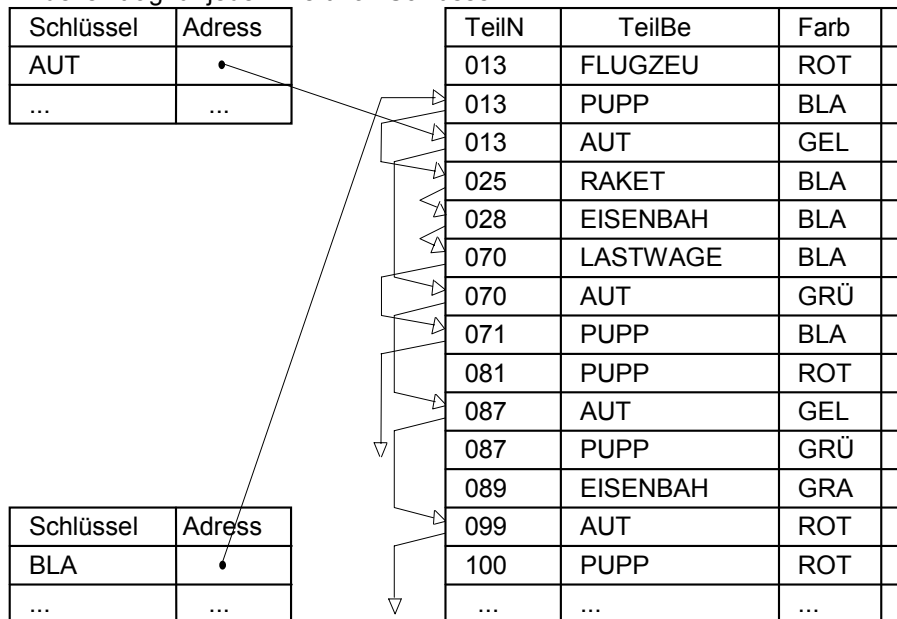 Schlüssel Adress
AUT
... ...
TeilN TeilBe Farb
013 FLUGZEU ROT
013 PUPP BLA
013 AUT GEL
025 RAKET BLA
028 EISENBAH BLA
070 LASTWAGE BLA
070 AUT GRÜ
071 PUPP BLA
081 PUPP ROT
087 AUT GEL
087 PUPP GRÜ
089 EISENBAH GRA
099 AUT ROT
100 PUPP ROT
... ... ...
Schlüssel Adress
BLA
... ...